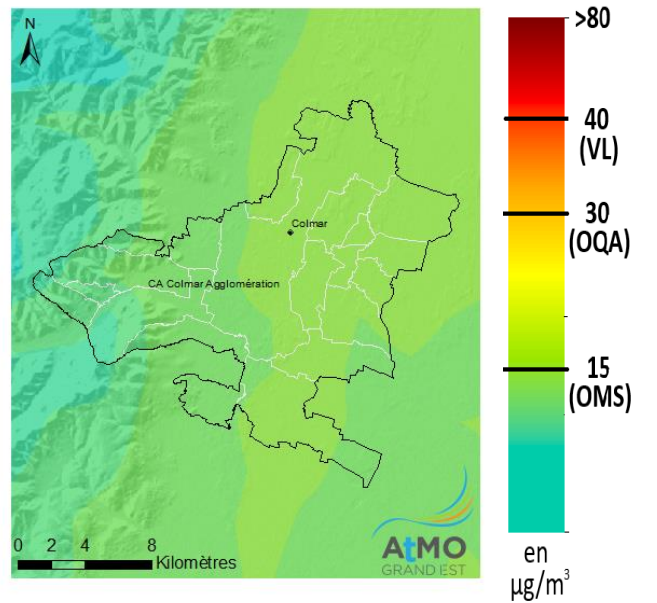 N
Colmar
CA Colmar Agglomération
0 2 4 8
Kilomètres
AtMO
GRAND EST
>80
40
(VL)
30
(OQA)
15
(OMS)
en
µg/m³